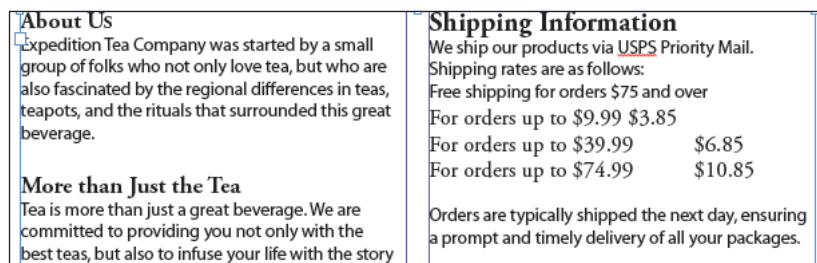 About Us
Expedition Tea Company was started by a small
group of folks who not only love tea, but who are
also fascinated by the regional differences in teas,
teapots, and the rituals that surrounded this great
beverage.
More than Just the Tea
Tea is more than just a great beverage. We are
committed to providing you not only with the
best teas, but also to infuse your life with the story
Shipping Information
We ship our products via USPS Priority Mail.
Shipping rates are as follows:
Free shipping for orders $75 and over
For orders up to $9.99 $3.85
For orders up to $39.99 $6.85
For orders up to $74.99 $10.85
Orders are typically shipped the next day, ensuring
a prompt and timely delivery of all your packages.